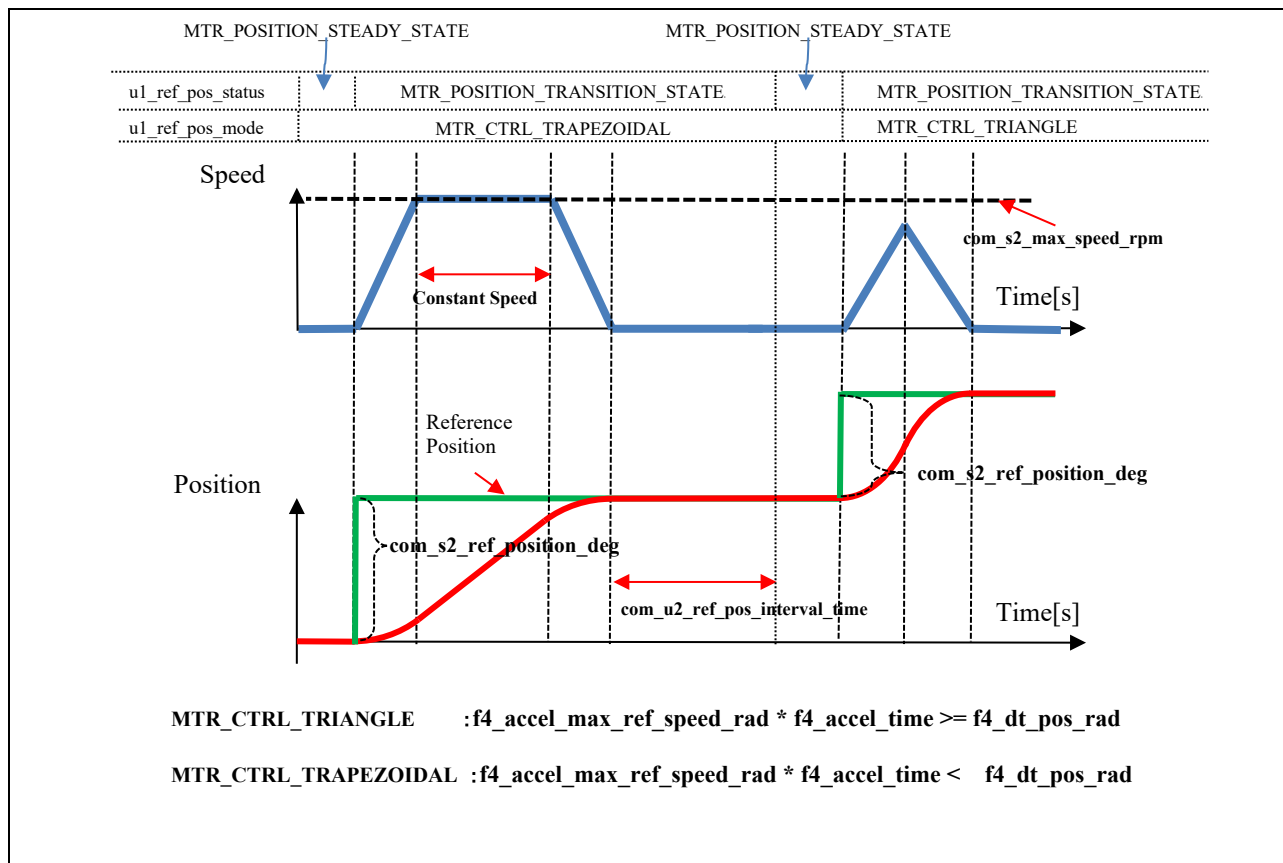 MTR_POSITION_STEADY_STATE MTR_POSITION_STEADY_STATE
u1_ref_pos_status MTR_POSITION_TRANSITION_STATE MTR_POSITION_TRANSITION_STATE
u1_ref_pos_mode MTR_CTRL_TRAPEZOIDAL MTR_CTRL_TRIANGLE
Speed
com_s2_max_speed_rpm
Constant Speed
Time[s]
Reference
Position
Position
com_s2_ref_position_deg
com_s2_ref_position_deg
com_u2_ref_pos_interval_time
Time[s]
MTR_CTRL_TRIANGLE :f4_accel_max_ref_speed_rad * f4_accel_time >= f4_dt_pos_rad
MTR_CTRL_TRAPEZOIDAL :f4_accel_max_ref_speed_rad * f4_accel_time < f4_dt_pos_rad